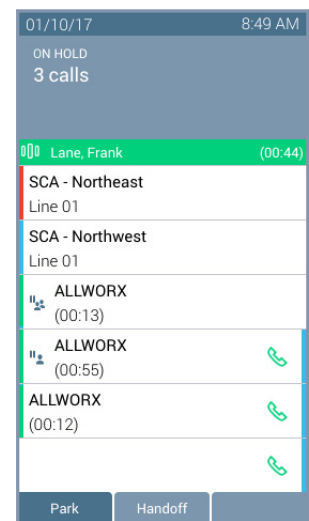 01/10/17 8:49 AM
ON HOLD
3 calls
Lane, Frank (00:44)
SCA - Northeast
Line 01
SCA - Northwest
Line 01
ALLWORX
(00:13)
ALLWORX
(00:55)
ALLWORX
(00:12)
Park Handoff